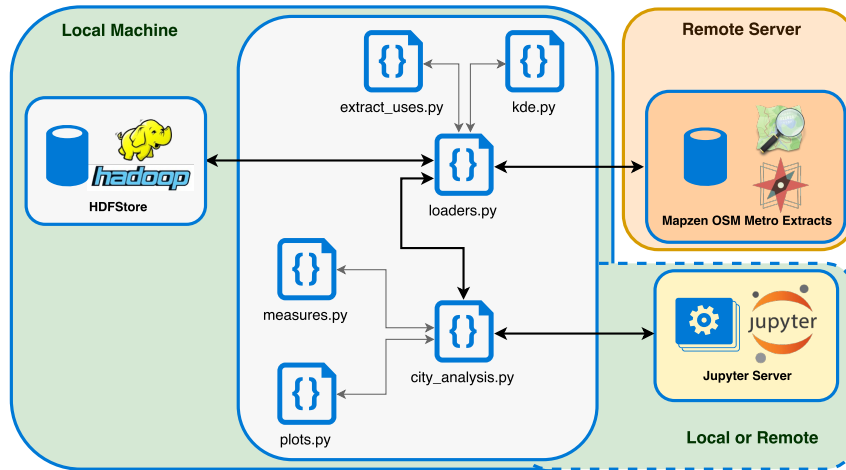 Local Machine
Remote Server
extract_uses.py
kde.py
hadoop
HDFStore
loaders.py
Mapzen OSM Metro Extracts
measures.py
jupyter
city_analysis.py
Jupyter Server
plots.py
Local or Remote